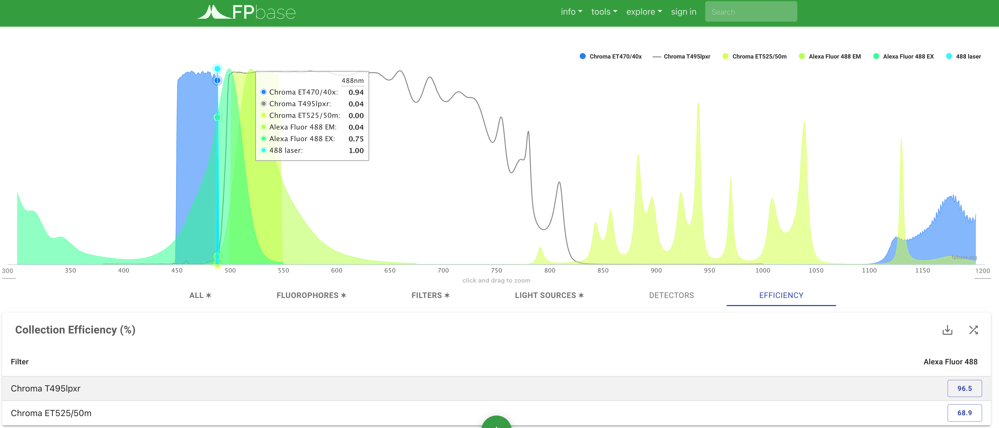 FPbase
info tools explore sign in Search
Chroma ET470/40x Chroma T495lpxr Chroma ET525/50m Alexa Fluor 488 EM Alexa Fluor 488 EX 488 laser
488nm
Chroma ET470/40x: 0.94
Chroma T495lpxr: 0.04
Chroma ET525/50m: 0.00
Alexa Fluor 488 EM: 0.04
Alexa Fluor 488 EX: 0.75
488 laser: 1.00
fpbase.org
300 350 400 450 500 550 600 650 700 750 800 850 900 950 1000 1050 1100 1150 1200
click and drag to zoom
ALL ✶ FLUOROPHORES ✶ FILTERS ✶ LIGHT SOURCES ✶ DETECTORS EFFICIENCY
Collection Efficiency (%)
Filter Alexa Fluor 488
Chroma T495lpxr 96.5
Chroma ET525/50m 68.9